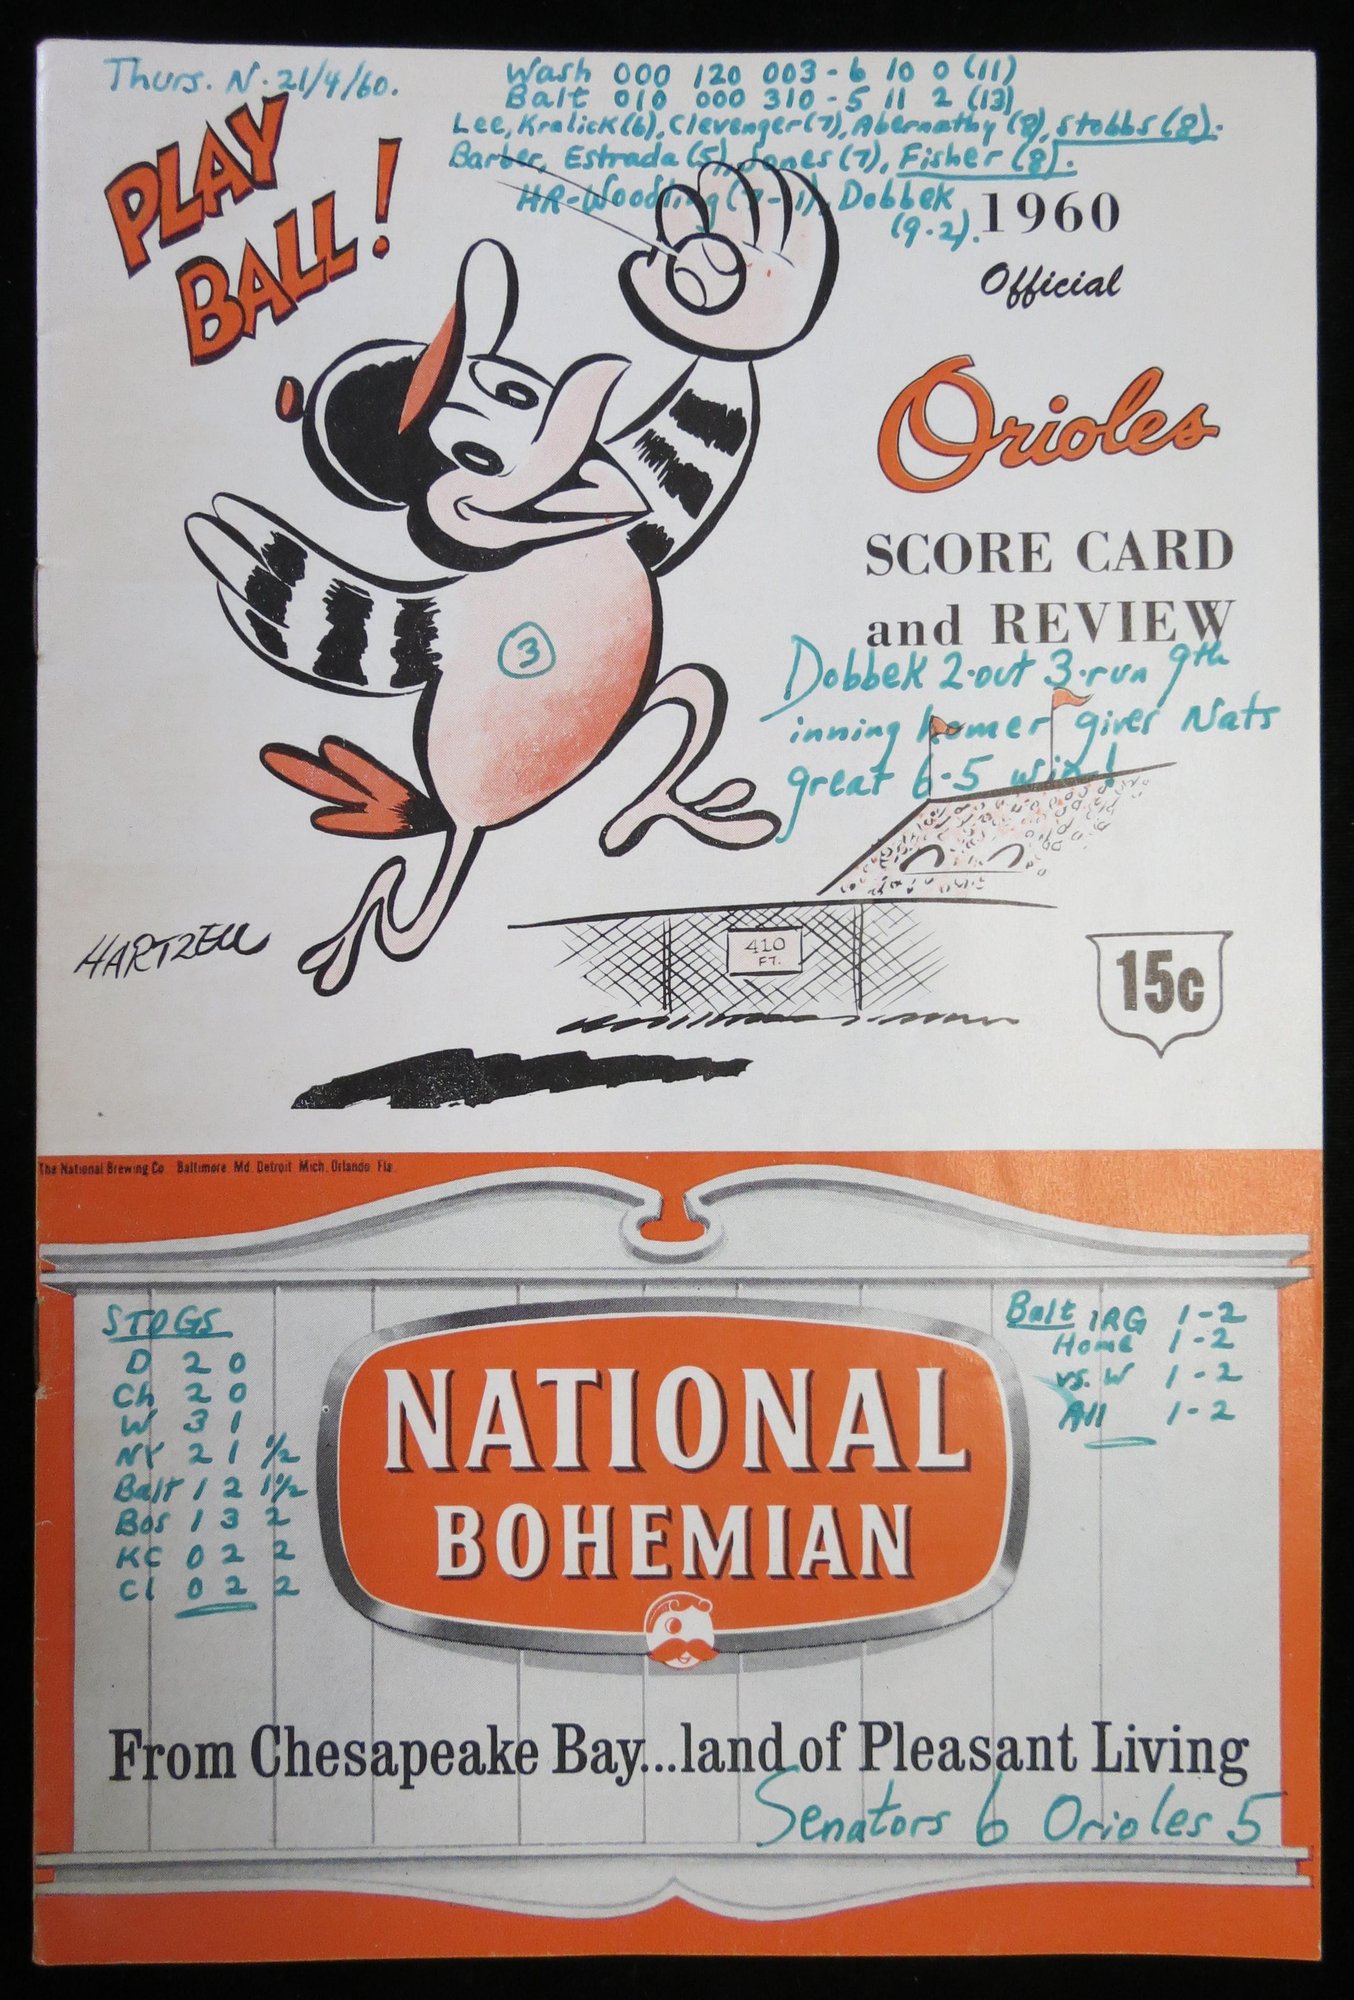 Thurs. N. 21/4/60.
Wash 000 120 003 - 6 10 0 (11)
Balt 010 000 310 - 5 11 2 (13)
Lee, Kralick (6), Clevenger (7), Abernathy (8), Stobbs (8).
Barber, Estrada (5), Jones (7), Fisher (8).
HR - Woodling (7-1), Dobbek
(9-2).
PLAY
BALL!
1960
Official
Orioles
SCORE CARD
and REVIEW
3
Dobbek 2-out 3-run 9th
inning homer gives Nats
great 6-5 win!
HARTZELL
410
FT.
15c
The National Brewing Co. Baltimore Md. Detroit Mich. Orlando Fla.
STOGS
D 2 0
Ch 2 0
W 3 1
NY 2 1 1/2
Balt 1 2 1 1/2
Bos 1 3 2
KC 0 2 2
Cl 0 2 2
Balt 1RG 1-2
Home 1-2
vs. W 1-2
All 1-2
NATIONAL
BOHEMIAN
From Chesapeake Bay...land of Pleasant Living
Senators 6 Orioles 5